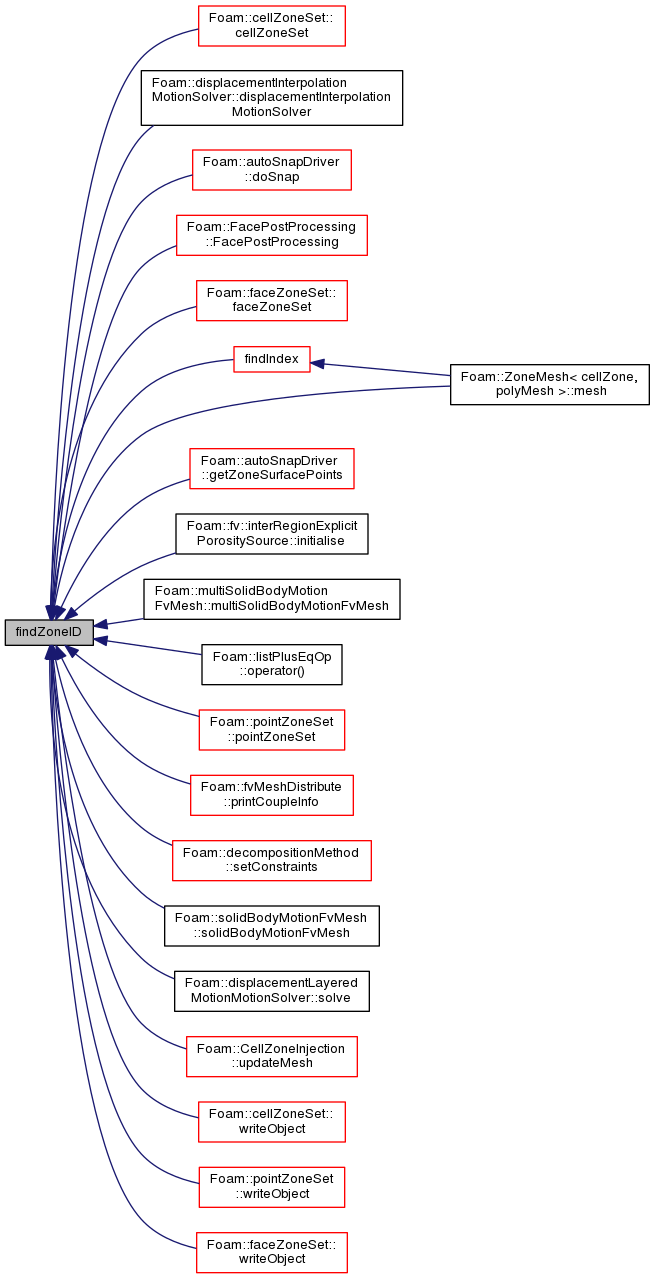 Foam::cellZoneSet::
cellZoneSet
Foam::displacementInterpolation
MotionSolver::displacementInterpolation
MotionSolver
Foam::autoSnapDriver
::doSnap
Foam::FacePostProcessing
::FacePostProcessing
Foam::faceZoneSet::
faceZoneSet
findIndex
Foam::ZoneMesh< cellZone,
polyMesh >::mesh
Foam::autoSnapDriver
::getZoneSurfacePoints
Foam::fv::interRegionExplicit
PorositySource::initialise
Foam::multiSolidBodyMotion
FvMesh::multiSolidBodyMotionFvMesh
findZoneID
Foam::listPlusEqOp
::operator()
Foam::pointZoneSet
::pointZoneSet
Foam::fvMeshDistribute
::printCoupleInfo
Foam::decompositionMethod
::setConstraints
Foam::solidBodyMotionFvMesh
::solidBodyMotionFvMesh
Foam::displacementLayered
MotionMotionSolver::solve
Foam::CellZoneInjection
::updateMesh
Foam::cellZoneSet::
writeObject
Foam::pointZoneSet
::writeObject
Foam::faceZoneSet::
writeObject